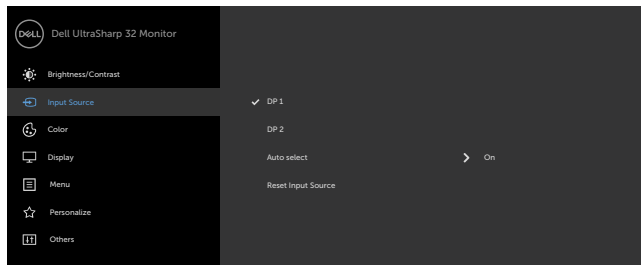 DELL Dell UltraSharp 32 Monitor
Brightness/Contrast
Input Source
DP 1
Color
DP 2
Display
Auto select On
Menu
Reset Input Source
Personalize
Others